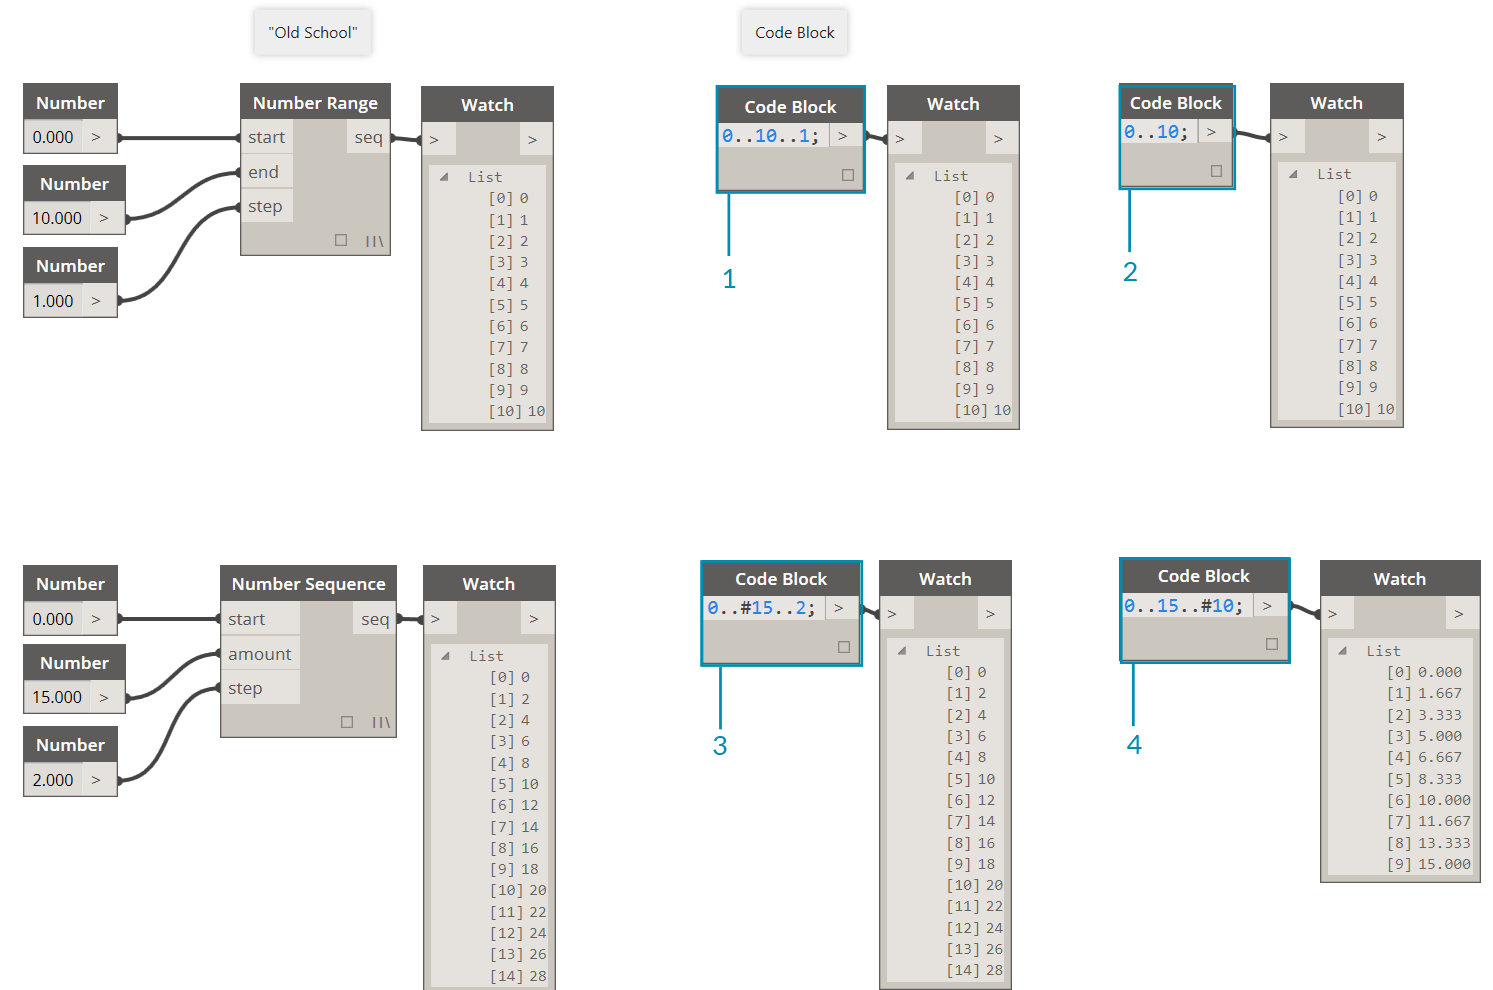 "Old School"
Code Block
Number
0.000 >
Number
10.000 >
Number
1.000 >
Number Range
start
seq
end
step
Watch
> >
List
[0] 0
[1] 1
[2] 2
[3] 3
[4] 4
[5] 5
[6] 6
[7] 7
[8] 8
[9] 9
[10] 10
Code Block
0..10..1; >
1
Watch
> >
List
[0] 0
[1] 1
[2] 2
[3] 3
[4] 4
[5] 5
[6] 6
[7] 7
[8] 8
[9] 9
[10] 10
Code Block
0..10; >
2
Watch
> >
List
[0] 0
[1] 1
[2] 2
[3] 3
[4] 4
[5] 5
[6] 6
[7] 7
[8] 8
[9] 9
[10] 10
Number
0.000 >
Number
15.000 >
Number
2.000 >
Number Sequence
start
seq
amount
step
Watch
> >
List
[0] 0
[1] 2
[2] 4
[3] 6
[4] 8
[5] 10
[6] 12
[7] 14
[8] 16
[9] 18
[10] 20
[11] 22
[12] 24
[13] 26
[14] 28
Code Block
0..#15..2; >
3
Watch
> >
List
[0] 0
[1] 2
[2] 4
[3] 6
[4] 8
[5] 10
[6] 12
[7] 14
[8] 16
[9] 18
[10] 20
[11] 22
[12] 24
[13] 26
[14] 28
Code Block
0..15..#10; >
4
Watch
> >
List
[0] 0.000
[1] 1.667
[2] 3.333
[3] 5.000
[4] 6.667
[5] 8.333
[6] 10.000
[7] 11.667
[8] 13.333
[9] 15.000